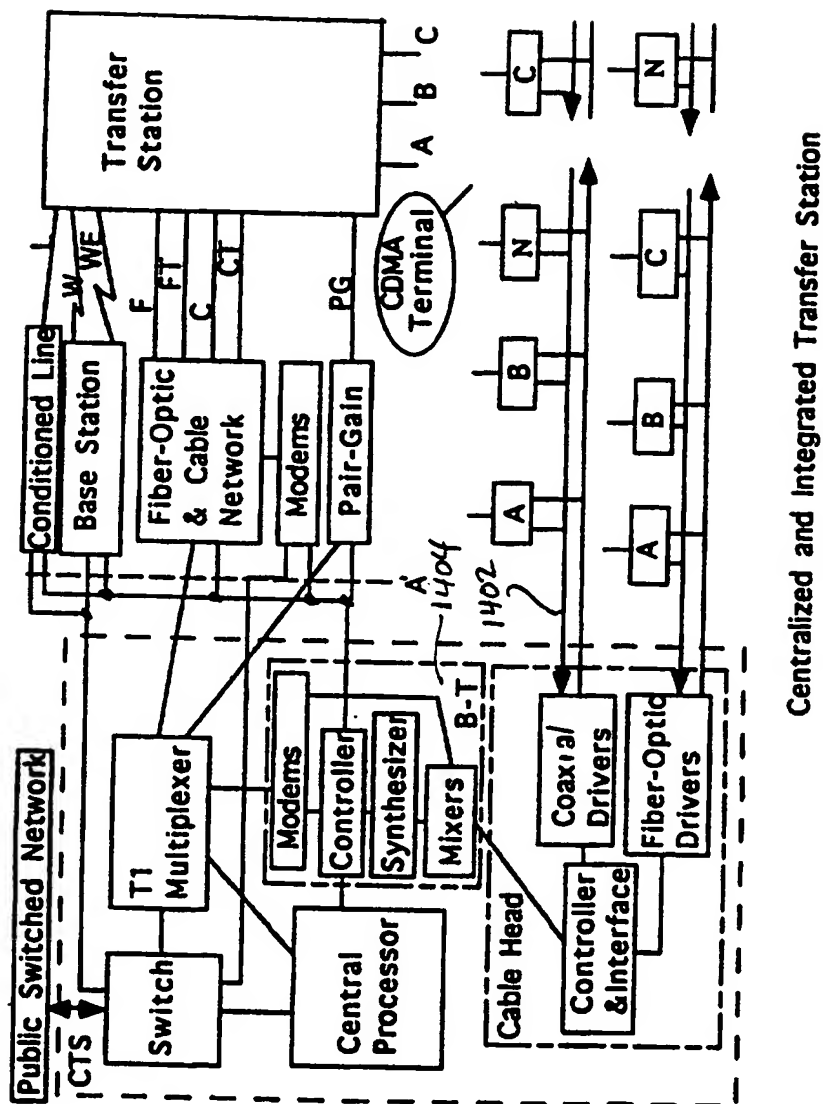 Public Switched Network
CTS
Switch
T1
Multiplexer
Central
Processor
Modems
Controller
Synthesizer
Mixers
B-T
Conditioned Line
Base Station
Fiber-Optic
& Cable
Network
Modems
Pair-Gain
A'
1404
W
WE
F
FT
C
CT
PG
Transfer
Station
A
B
C
CDMA
Terminal
Cable Head
Controller
&Interface
Coaxial/
Drivers
Fiber-Optic
Drivers
1402
A
B
N
C
A
B
C
N
Centralized and Integrated Transfer Station